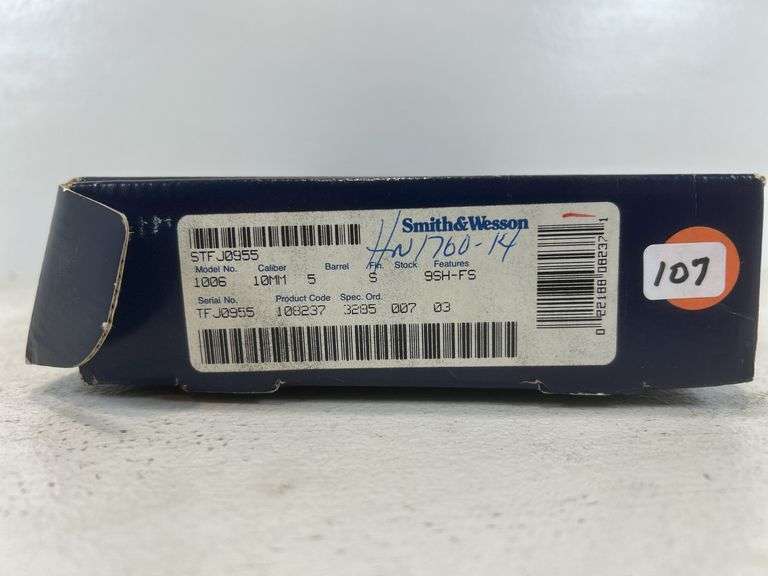 Smith&Wesson
STFJ0955
HN1760-14
Model No. Caliber Barrel Fin. Stock Features
1006 10MM 5 S 9SH-FS
Serial No. Product Code Spec. Ord.
TFJ0955 108237 3285 007 03
0 22188 08237 1
107